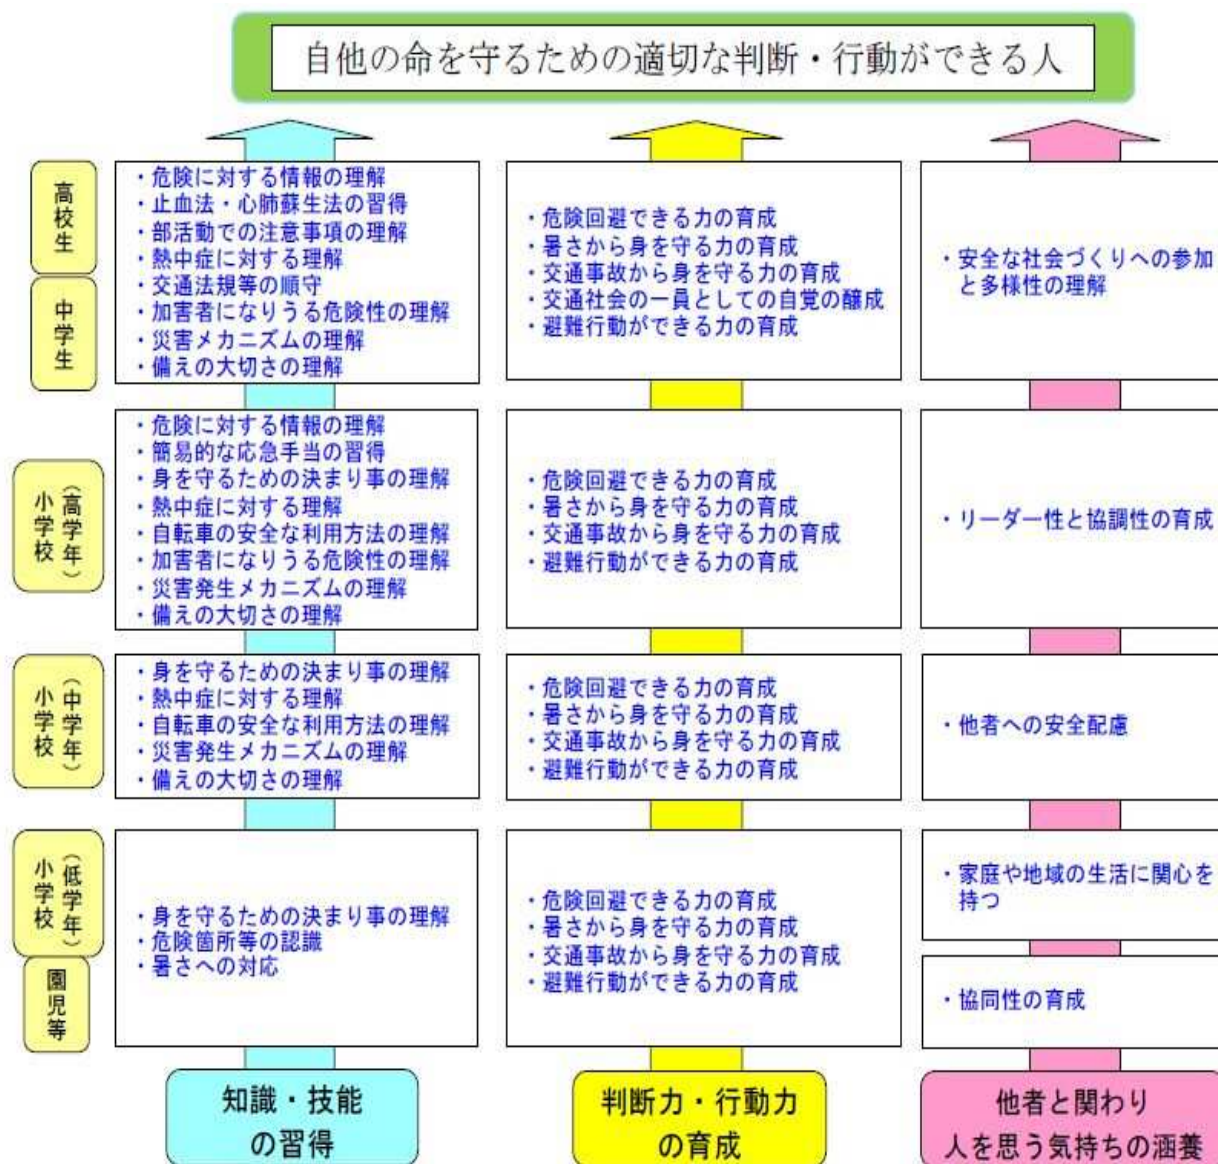 自他の命を守るための適切な判断・行動ができる人
高校生
中学生
・危険に対する情報の理解
・止血法・心肺蘇生法の習得
・部活動での注意事項の理解
・熱中症に対する理解
・交通法規等の順守
・加害者になりうる危険性の理解
・災害メカニズムの理解
・備えの大切さの理解
・危険回避できる力の育成
・暑さから身を守る力の育成
・交通事故から身を守る力の育成
・交通社会の一員としての自覚の醸成
・避難行動ができる力の育成
・安全な社会づくりへの参加
と多様性の理解
小学校
（高学年）
・危険に対する情報の理解
・簡易的な応急手当の習得
・身を守るための決まり事の理解
・熱中症に対する理解
・自転車の安全な利用方法の理解
・加害者になりうる危険性の理解
・災害発生メカニズムの理解
・備えの大切さの理解
・危険回避できる力の育成
・暑さから身を守る力の育成
・交通事故から身を守る力の育成
・避難行動ができる力の育成
・リーダー性と協調性の育成
小学校
（中学年）
・身を守るための決まり事の理解
・熱中症に対する理解
・自転車の安全な利用方法の理解
・災害発生メカニズムの理解
・備えの大切さの理解
・危険回避できる力の育成
・暑さから身を守る力の育成
・交通事故から身を守る力の育成
・避難行動ができる力の育成
・他者への安全配慮
小学校
（低学年）
園児等
・身を守るための決まり事の理解
・危険箇所等の認識
・暑さへの対応
・危険回避できる力の育成
・暑さから身を守る力の育成
・交通事故から身を守る力の育成
・避難行動ができる力の育成
・家庭や地域の生活に関心を
持つ
・協同性の育成
知識・技能
の習得
判断力・行動力
の育成
他者と関わり
人を思う気持ちの涵養